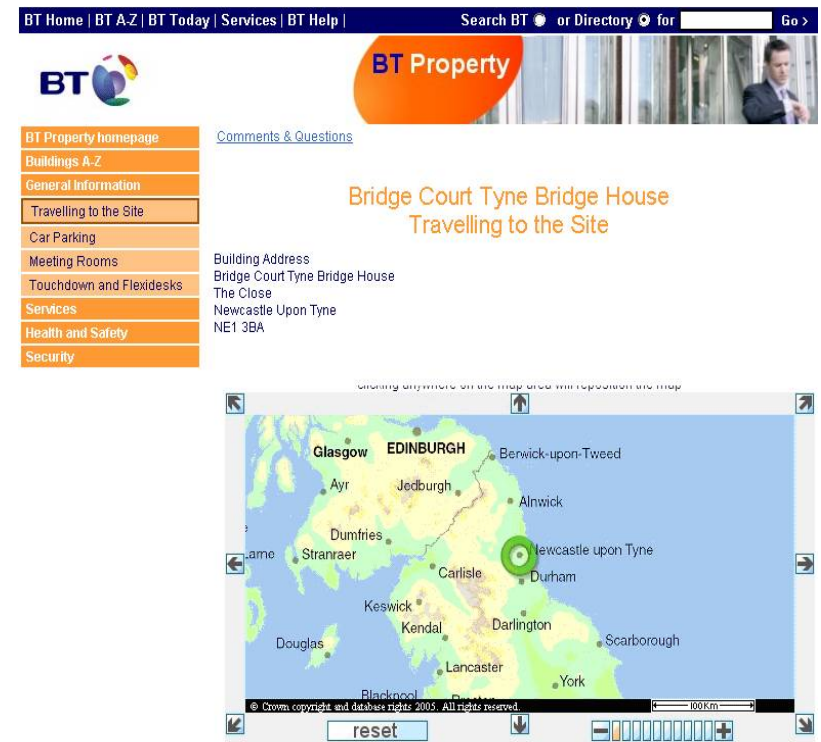 BT Home | BT A-Z | BT Today | Services | BT Help | Search BT or Directory for Go >
BT
BT Property
BT Property homepage
Buildings A-Z
General Information
Travelling to the Site
Car Parking
Meeting Rooms
Touchdown and Flexidesks
Services
Health and Safety
Security
Comments & Questions
Bridge Court Tyne Bridge House
Travelling to the Site
Building Address
Bridge Court Tyne Bridge House
The Close
Newcastle Upon Tyne
NE1 3BA
clicking anywhere on the map area will reposition the map
Glasgow
EDINBURGH
Berwick-upon-Tweed
Ayr
Jedburgh
Alnwick
Dumfries
Newcastle upon Tyne
Stranraer
Carlisle
Durham
Keswick
Kendal
Darlington
Douglas
Scarborough
Lancaster
York
Blackpool
© Crown copyright and database rights 2005. All rights reserved.
100Km
reset